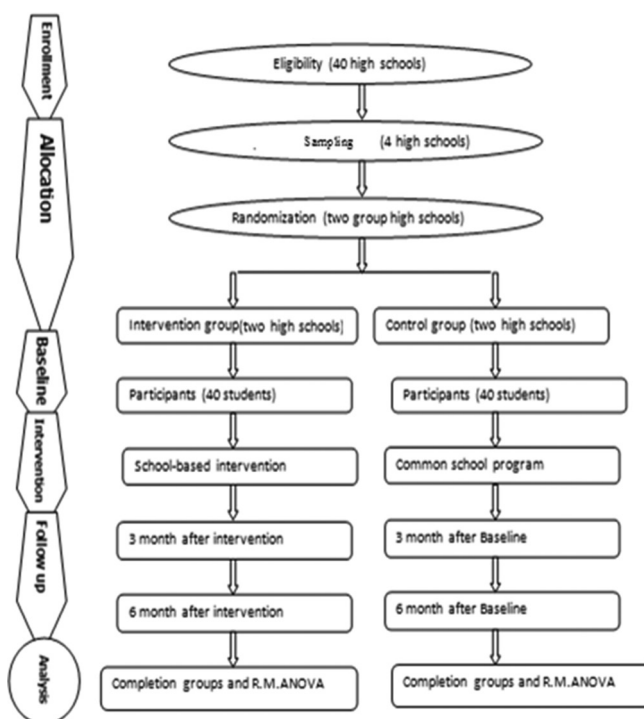 Enrollment
Eligibility (40 high schools)
Allocation
Sampling (4 high schools)
Randomization (two group high schools)
Intervention group(two high schools)
Control group (two high schools)
Baseline
Participants (40 students)
Participants (40 students)
Intervention
School-based intervention
Common school program
Follow up
3 month after intervention
3 month after Baseline
6 month after intervention
6 month after Baseline
Analysis
Completion groups and R.M.ANOVA
Completion groups and R.M.ANOVA